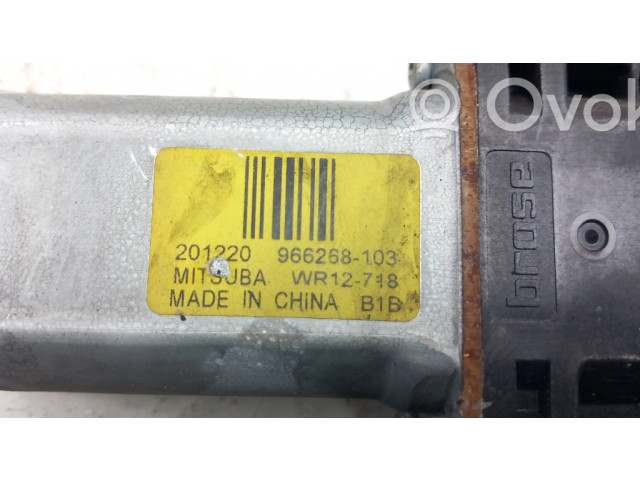 201220 966268-103
MITSUBA WR12-718
MADE IN CHINA B1B
brose
© Ovok